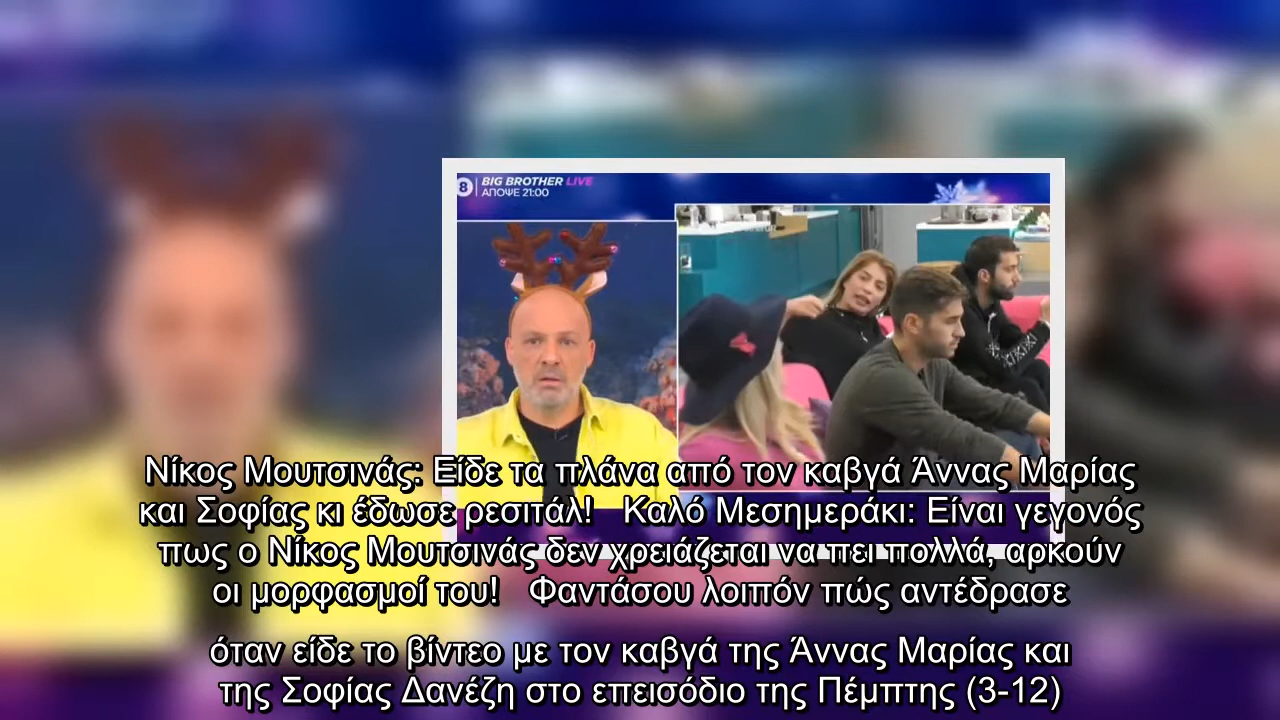 8 BIG BROTHER LIVE
ΑΠΟΨΕ 21:00
Νίκος Μουτσινάς: Είδε τα πλάνα από τον καβγά Άννας Μαρίας
και Σοφίας κι έδωσε ρεσιτάλ! Καλό Μεσημεράκι: Είναι γεγονός
πως ο Νίκος Μουτσινάς δεν χρειάζεται να πει πολλά, αρκούν
οι μορφασμοί του! Φαντάσου λοιπόν πώς αντέδρασε
όταν είδε το βίντεο με τον καβγά της Άννας Μαρίας και
της Σοφίας Δανέζη στο επεισόδιο της Πέμπτης (3-12)